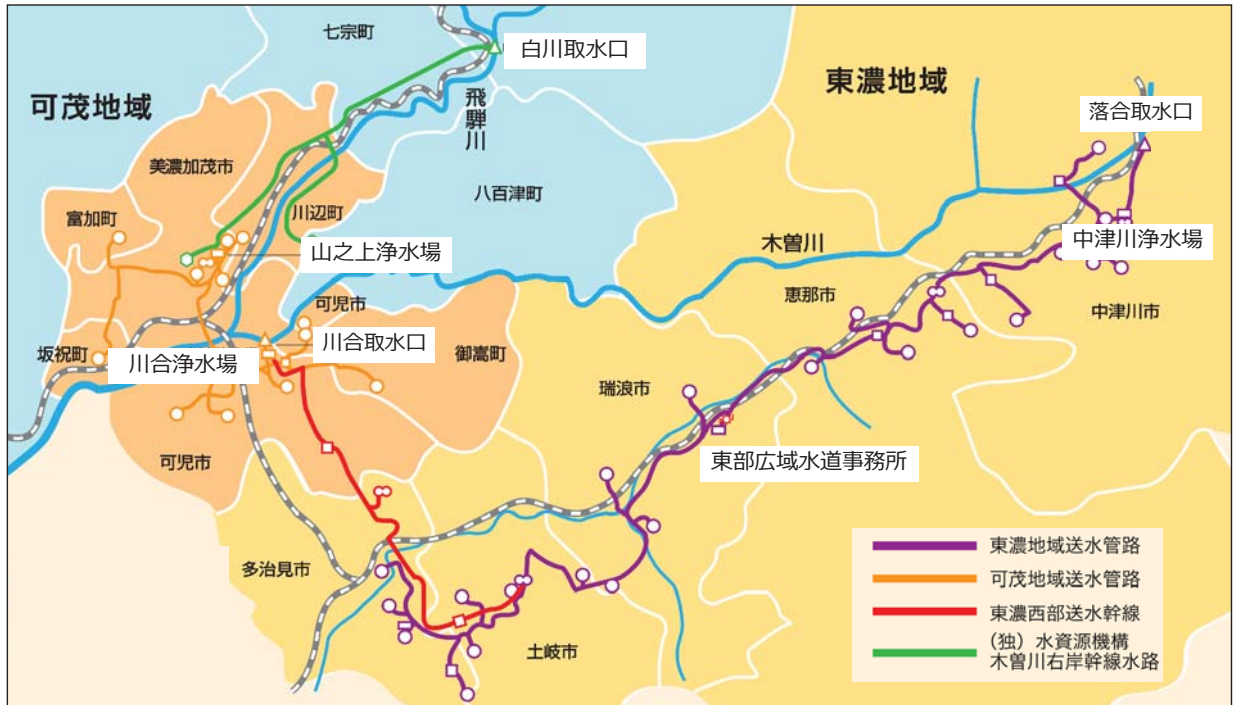 七宗町
白川取水口
可茂地域
東濃地域
飛騨川
落合取水口
美濃加茂市
八百津町
富加町
川辺町
山之上浄水場
木曽川
中津川浄水場
可児市
恵那市
中津川市
川合取水口
坂祝町
川合浄水場
御嵩町
瑞浪市
可児市
東部広域水道事務所
多治見市
土岐市
東濃地域送水管路
可茂地域送水管路
東濃西部送水幹線
(独)水資源機構
木曽川右岸幹線水路